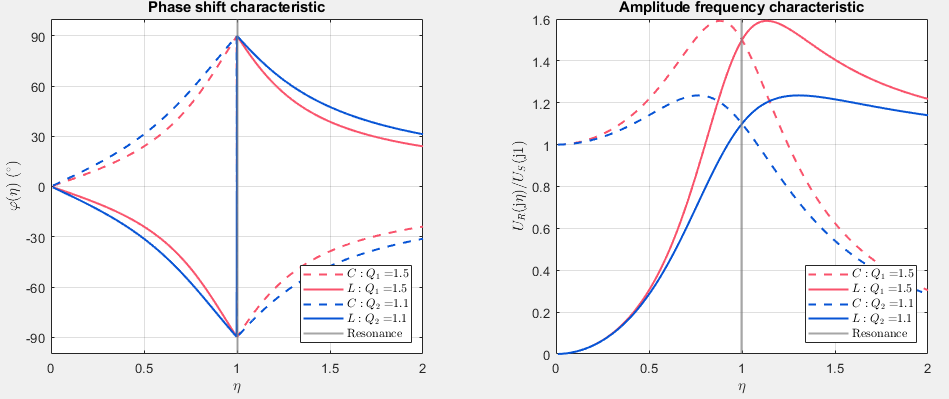 Phase shift characteristic
φ(η) (°)
90
60
30
0
-30
-60
-90
0
0.5
1
1.5
2
η
C : Q₁ =1.5
L : Q₁ =1.5
C : Q₂ =1.1
L : Q₂ =1.1
Resonance
Amplitude frequency characteristic
U_R(jη)/U_S(j1)
1.6
1.4
1.2
1
0.8
0.6
0.4
0.2
0
0
0.5
1
1.5
2
η
C : Q₁ =1.5
L : Q₁ =1.5
C : Q₂ =1.1
L : Q₂ =1.1
Resonance